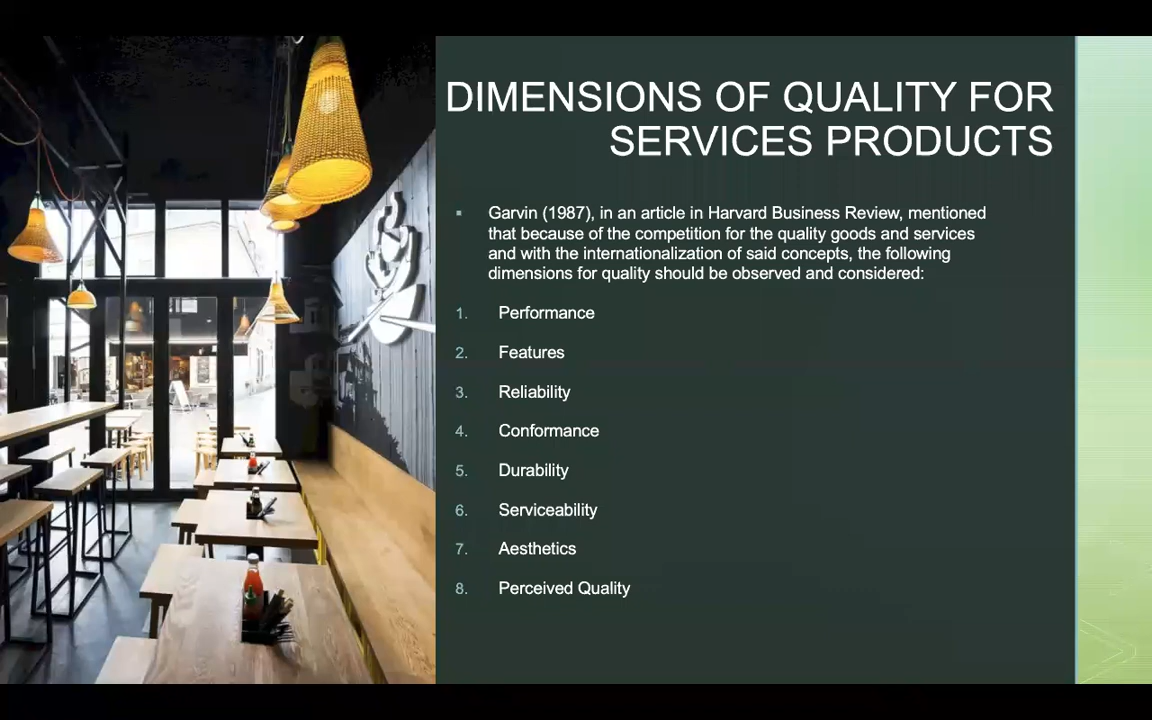 DIMENSIONS OF QUALITY FOR
SERVICES PRODUCTS
▪ Garvin (1987), in an article in Harvard Business Review, mentioned
that because of the competition for the quality goods and services
and with the internationalization of said concepts, the following
dimensions for quality should be observed and considered:
1. Performance
2. Features
3. Reliability
4. Conformance
5. Durability
6. Serviceability
7. Aesthetics
8. Perceived Quality